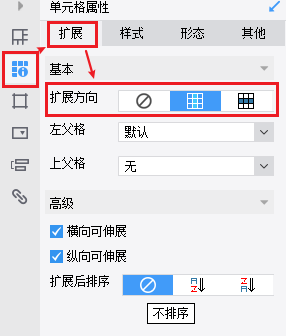 单元格属性
扩展 样式 形态 其他
基本
扩展方向
左父格 默认
上父格 无
高级
横向可伸展
纵向可伸展
扩展后排序 A Z Z A
不排序